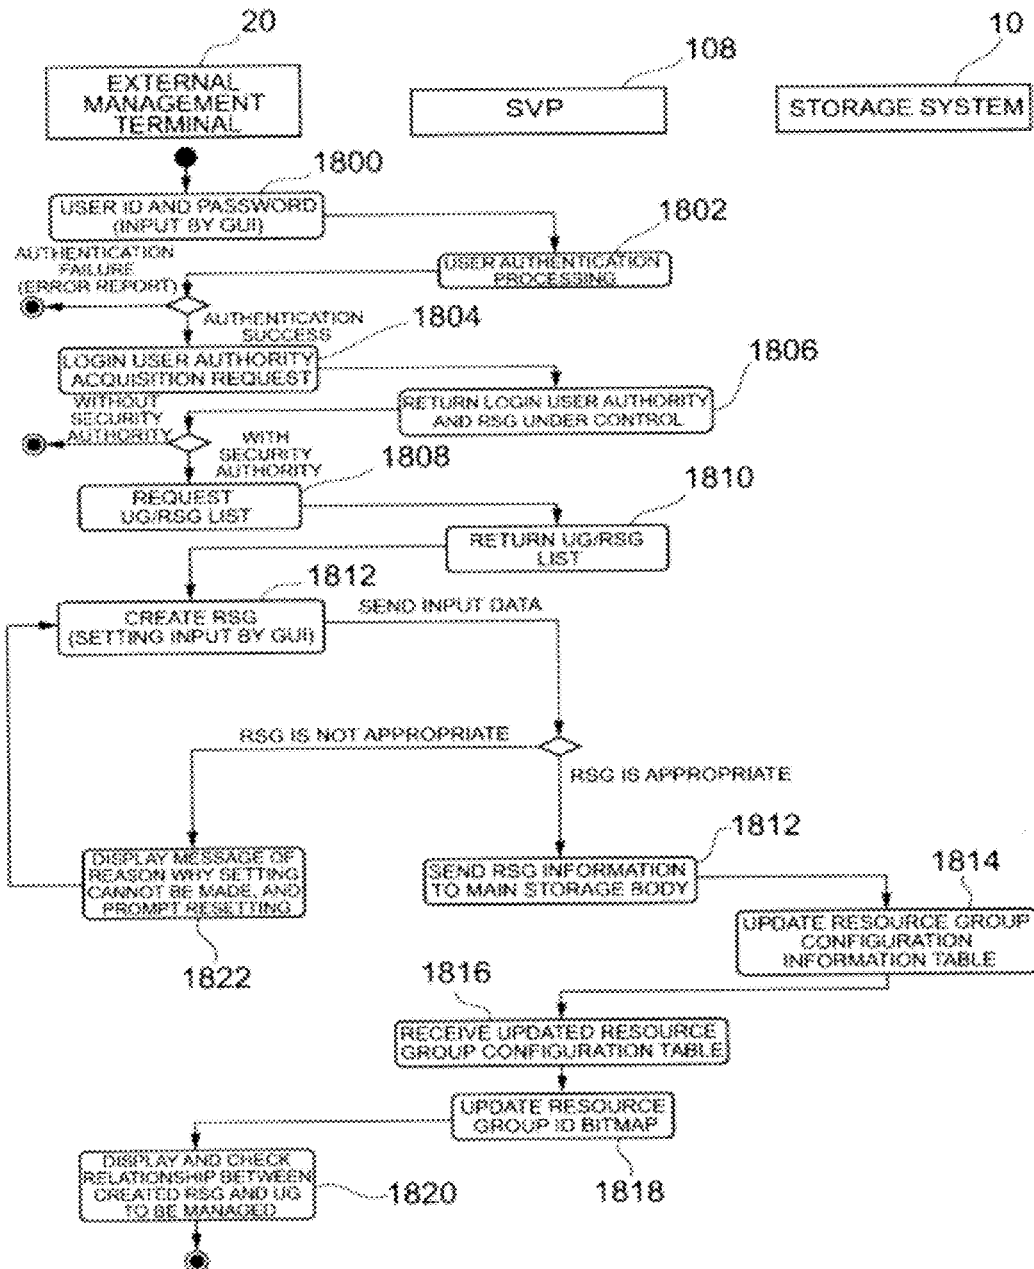 20
108
10
EXTERNAL
MANAGEMENT
TERMINAL
SVP
STORAGE SYSTEM
1800
USER ID AND PASSWORD
(INPUT BY GUI)
1802
AUTHENTICATION
FAILURE
(ERROR REPORT)
USER AUTHENTICATION
PROCESSING
AUTHENTICATION
SUCCESS
1804
LOGIN USER AUTHORITY
ACQUISITION REQUEST
1806
WITHOUT
SECURITY
AUTHORITY
RETURN LOGIN USER AUTHORITY
AND RSG UNDER CONTROL
WITH
SECURITY
AUTHORITY
1808
REQUEST
UG/RSG LIST
1810
RETURN UG/RSG
LIST
1812
CREATE RSG
(SETTING INPUT BY GUI)
SEND INPUT DATA
RSG IS NOT APPROPRIATE
RSG IS APPROPRIATE
1812
DISPLAY MESSAGE OF
REASON WHY SETTING
CANNOT BE MADE, AND
PROMPT RESETTING
1822
SEND RSG INFORMATION
TO MAIN STORAGE BODY
1814
UPDATE RESOURCE GROUP
CONFIGURATION
INFORMATION TABLE
1816
RECEIVE UPDATED RESOURCE
GROUP CONFIGURATION TABLE
UPDATE RESOURCE
GROUP ID BITMAP
1818
DISPLAY AND CHECK
RELATIONSHIP BETWEEN
CREATED RSG AND UG
TO BE MANAGED
1820